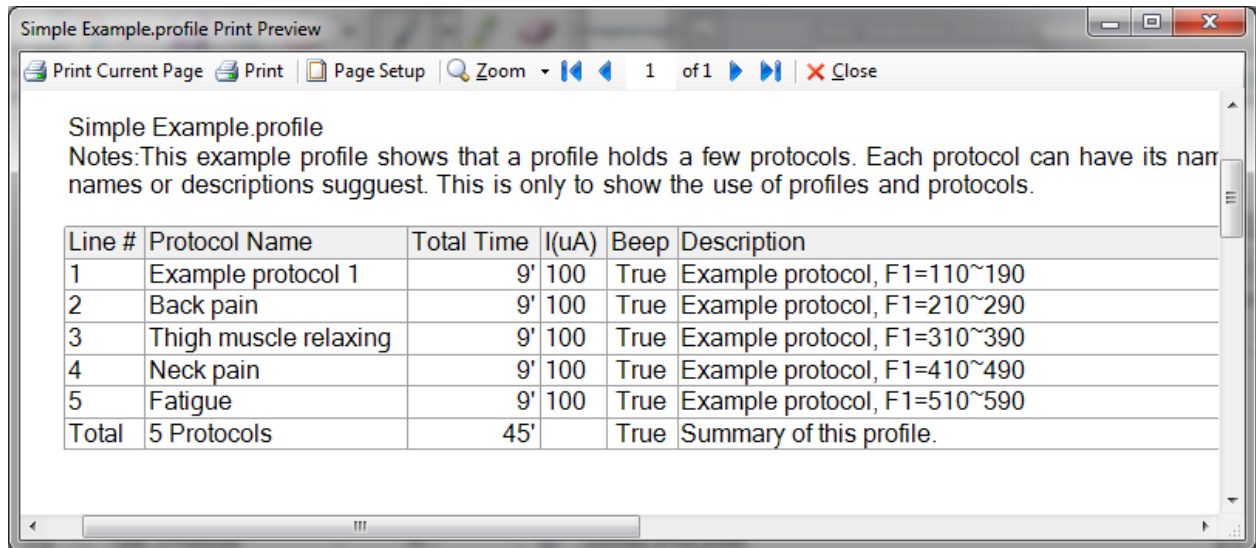 Simple Example.profile Print Preview
Print Current Page Print Page Setup Zoom 1 of 1 Close
Simple Example.profile
Notes:This example profile shows that a profile holds a few protocols. Each protocol can have its nam
names or descriptions sugguest. This is only to show the use of profiles and protocols.
Line # Protocol Name Total Time I(uA) Beep Description
1 Example protocol 1 9' 100 True Example protocol, F1=110~190
2 Back pain 9' 100 True Example protocol, F1=210~290
3 Thigh muscle relaxing 9' 100 True Example protocol, F1=310~390
4 Neck pain 9' 100 True Example protocol, F1=410~490
5 Fatigue 9' 100 True Example protocol, F1=510~590
Total 5 Protocols 45' True Summary of this profile.